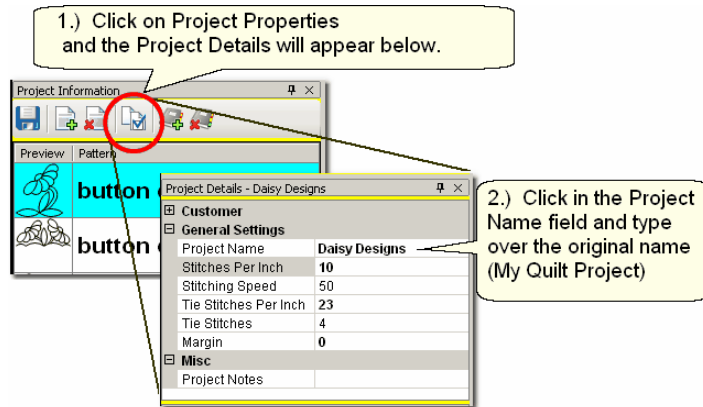 1.) Click on Project Properties
and the Project Details will appear below.
Project Information
Preview Pattern
button
button
Project Details - Daisy Designs
Customer
General Settings
Project Name Daisy Designs
Stitches Per Inch 10
Stitching Speed 50
Tie Stitches Per Inch 23
Tie Stitches 4
Margin 0
Misc
Project Notes
2.) Click in the Project
Name field and type
over the original name
(My Quilt Project)